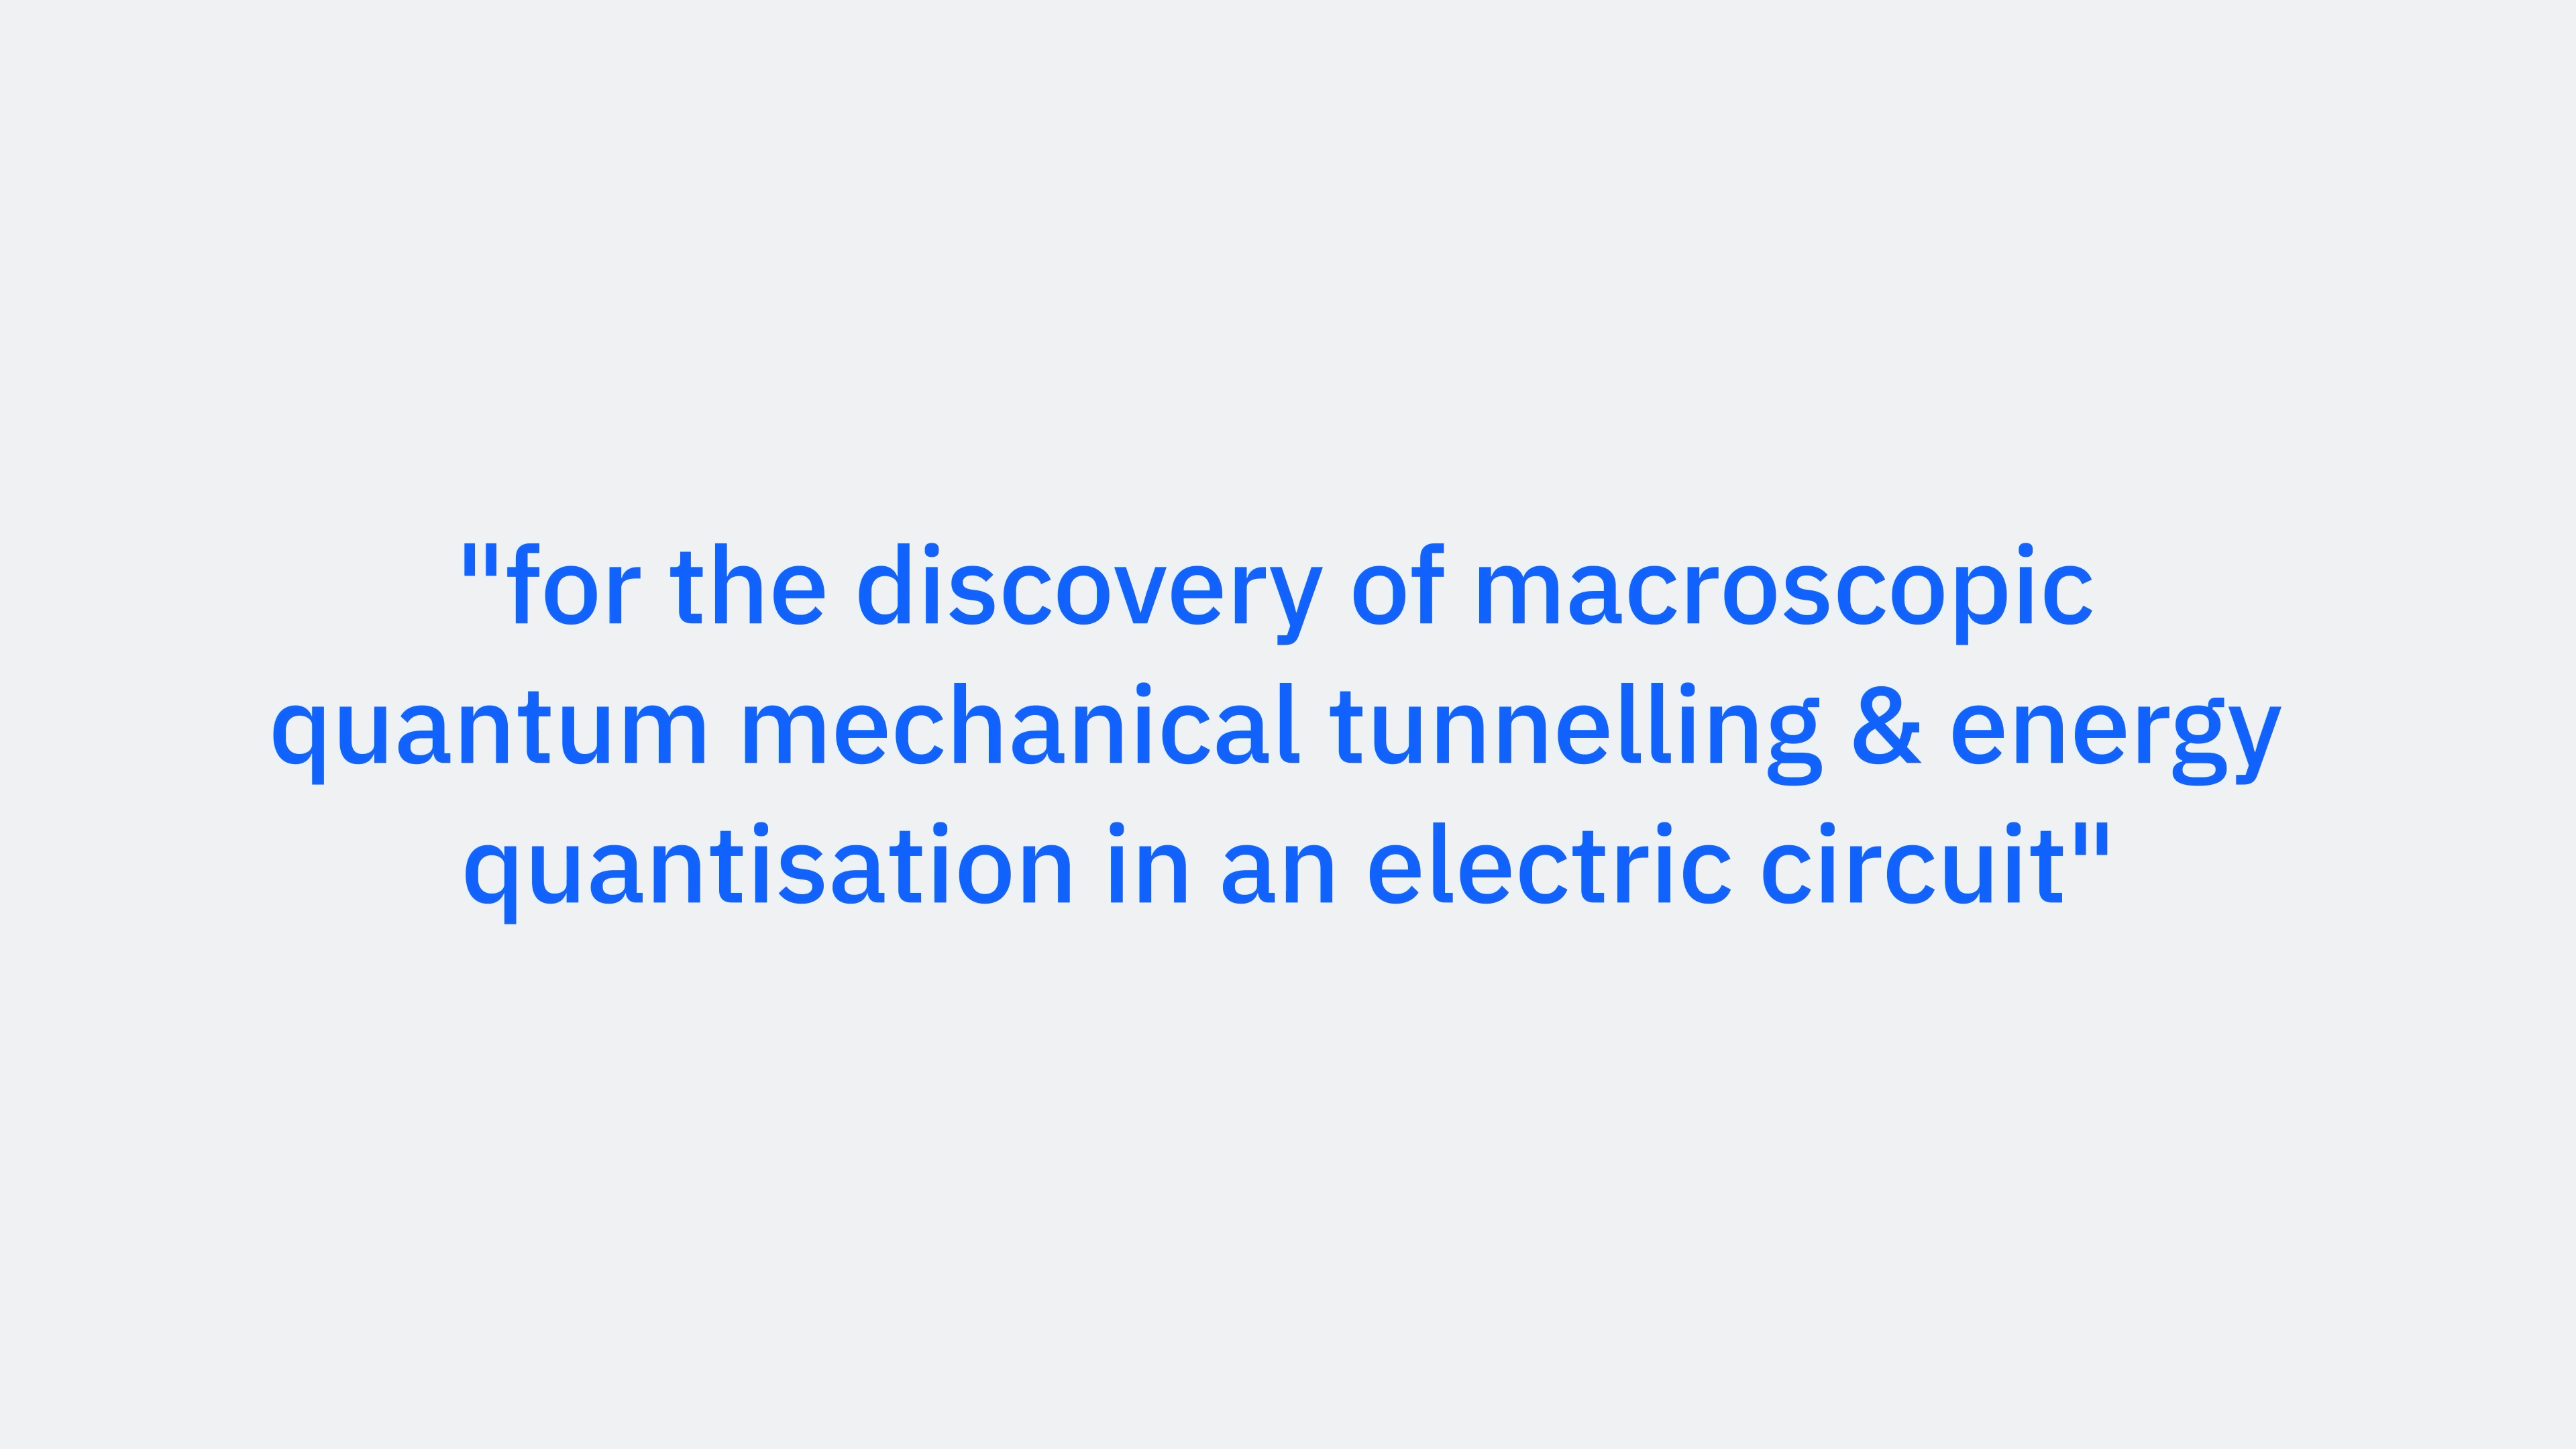 "for the discovery of macroscopic
quantum mechanical tunnelling & energy
quantisation in an electric circuit"